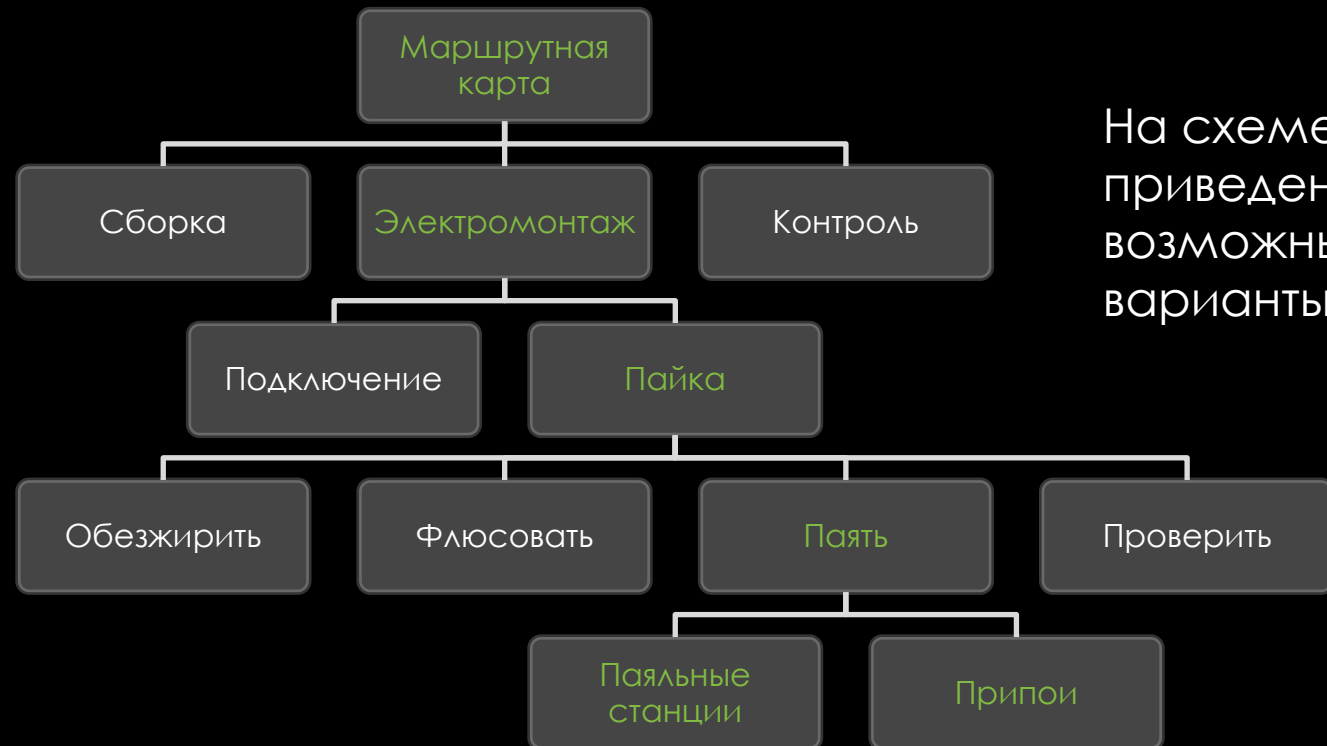 Маршрутная
карта
Сборка
Электромонтаж
Контроль
Подключение
Пайка
Обезжирить
Флюсовать
Паять
Проверить
Паяльные
станции
Припои
На схеме
приведен
возможны
варианты